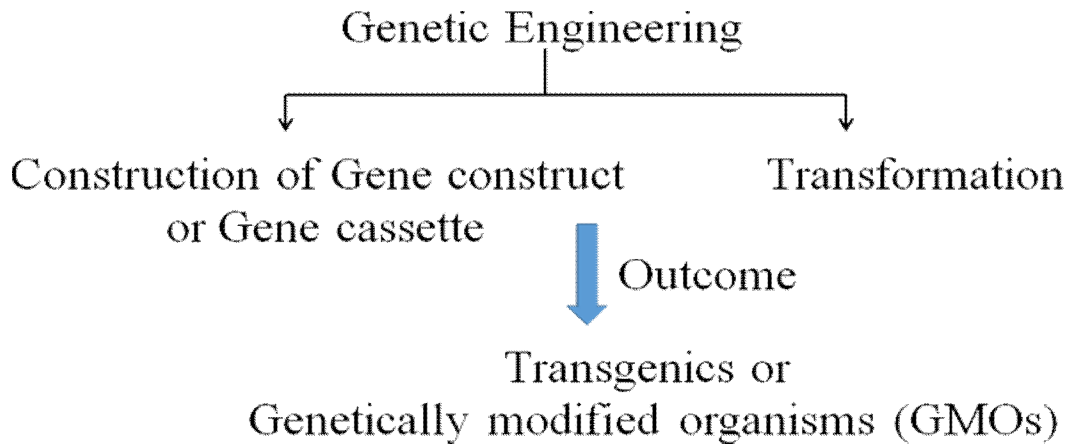 Genetic Engineering
Construction of Gene construct
or Gene cassette
Transformation
Outcome
Transgenics or
Genetically modified organisms (GMOs)